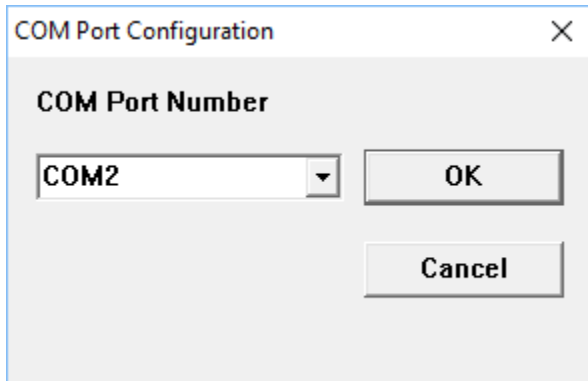 COM Port Configuration
COM Port Number
COM2
OK
Cancel